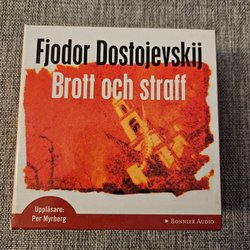 Fjodor Dostojevskij
Brott och straff
Uppläsare:
Per Myrberg
BONNIER AUDIO